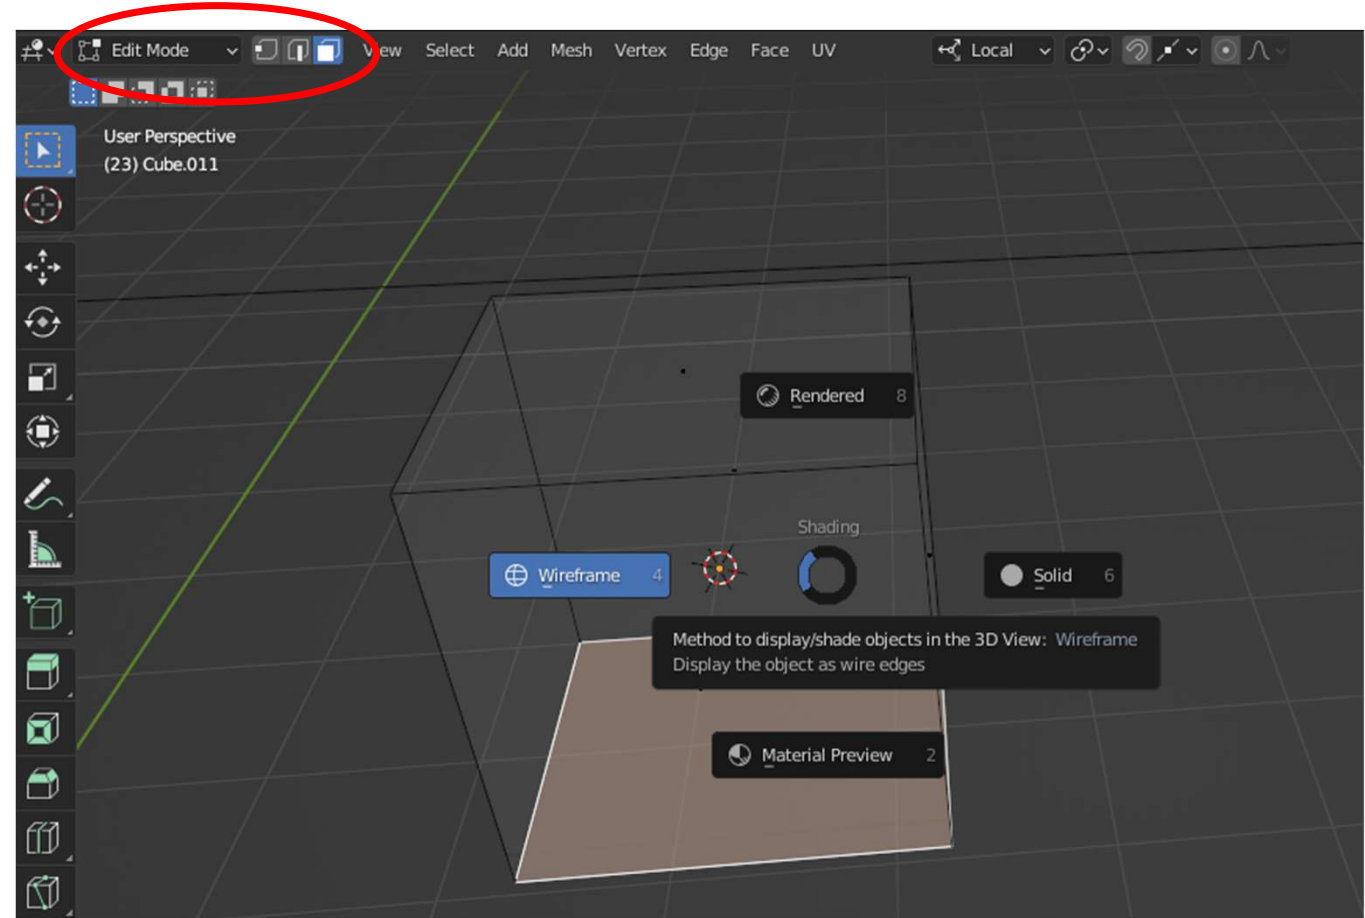 Edit Mode View Select Add Mesh Vertex Edge Face UV Local
User Perspective
(23) Cube.011
Rendered 8
Shading
Wireframe 4
Solid 6
Method to display/shade objects in the 3D View: Wireframe
Display the object as wire edges
Material Preview 2